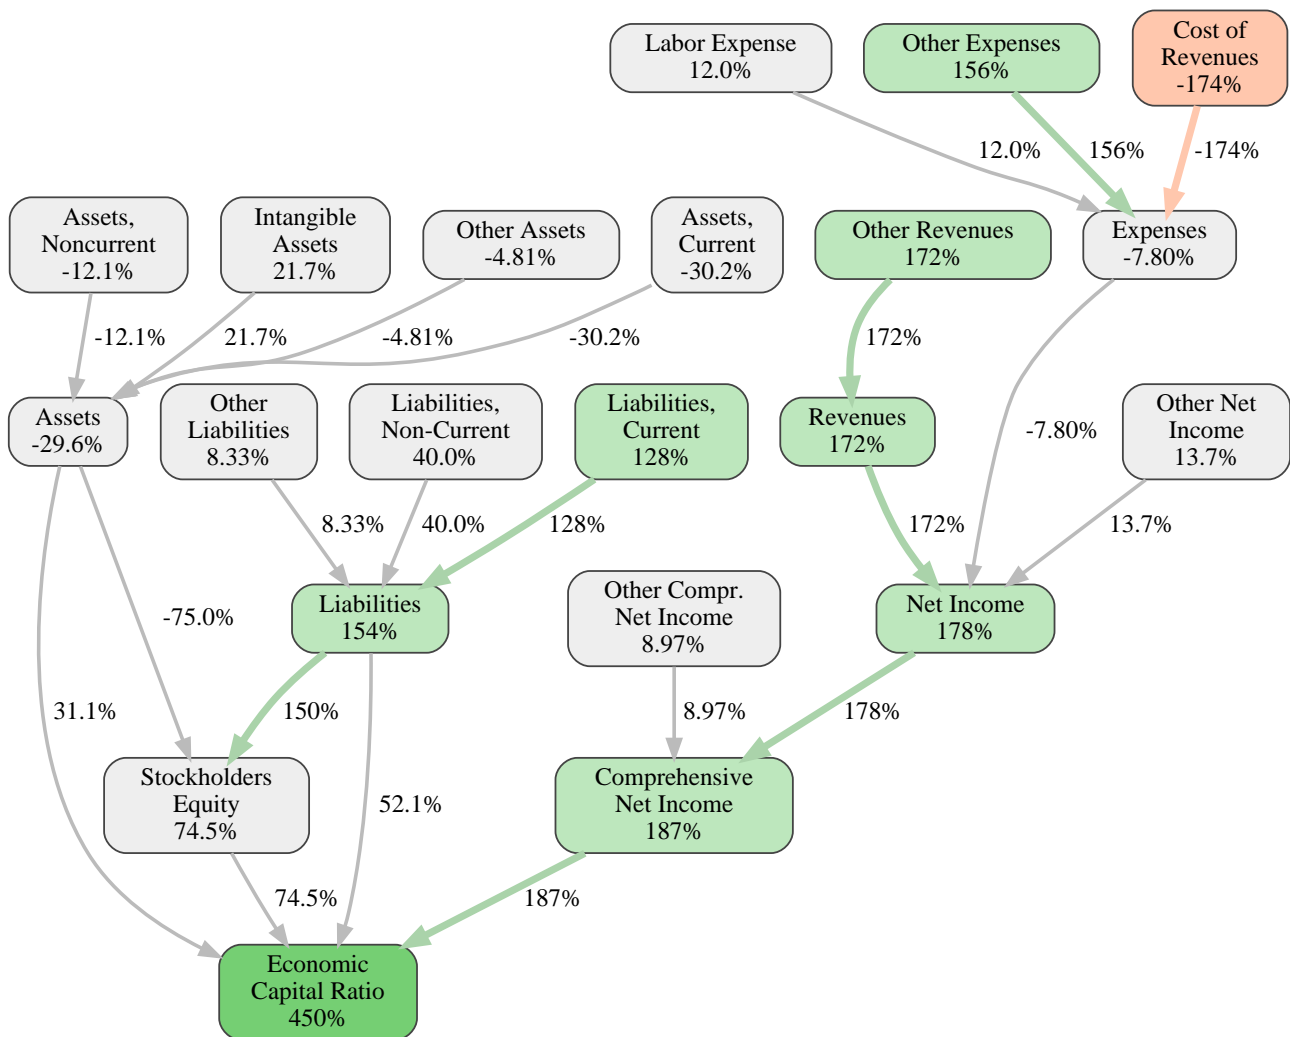 Labor Expense
12.0%
Other Expenses
156%
Cost of
Revenues
-174%
12.0%
156%
-174%
Assets,
Noncurrent
-12.1%
Intangible
Assets
21.7%
Other Assets
-4.81%
Assets,
Current
-30.2%
Other Revenues
172%
Expenses
-7.80%
-12.1%
21.7%
-4.81%
-30.2%
172%
Assets
-29.6%
Other
Liabilities
8.33%
Liabilities,
Non-Current
40.0%
Liabilities,
Current
128%
Revenues
172%
-7.80%
Other Net
Income
13.7%
8.33%
40.0%
128%
172%
13.7%
-75.0%
Liabilities
154%
Other Compr.
Net Income
8.97%
Net Income
178%
31.1%
150%
8.97%
178%
Stockholders
Equity
74.5%
52.1%
Comprehensive
Net Income
187%
74.5%
187%
Economic
Capital Ratio
450%